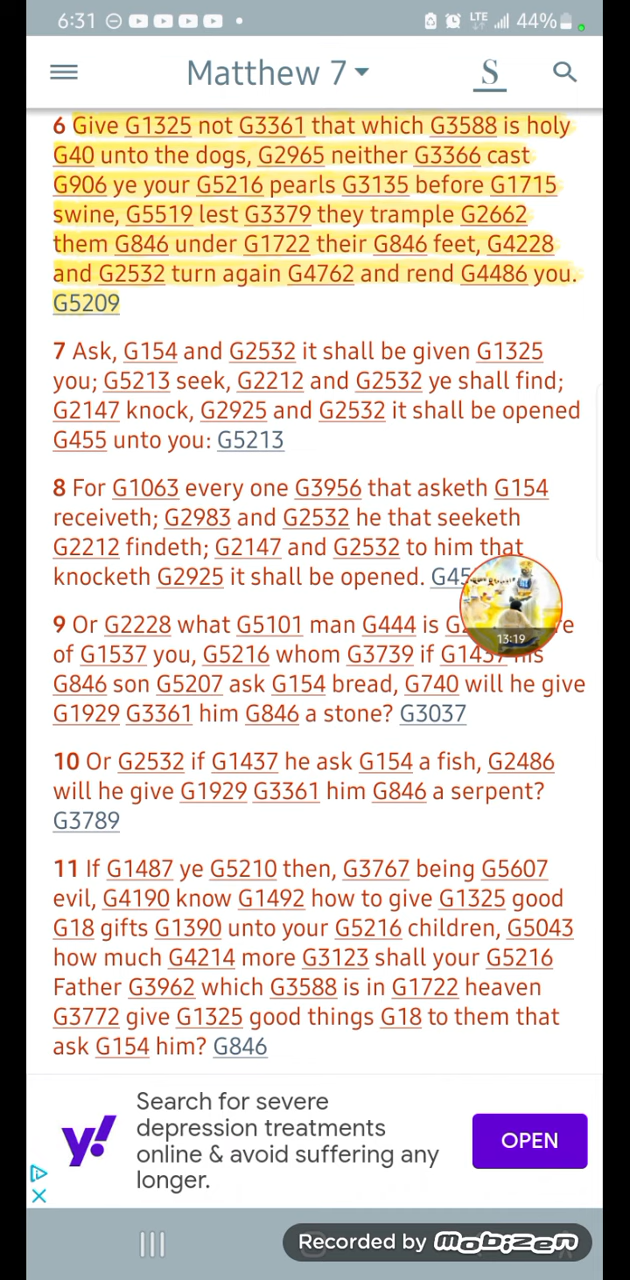 6:31 44%
LTE
Matthew 7 S
6 Give G1325 not G3361 that which G3588 is holy
G40 unto the dogs, G2965 neither G3366 cast
G906 ye your G5216 pearls G3135 before G1715
swine, G5519 lest G3379 they trample G2662
them G846 under G1722 their G846 feet, G4228
and G2532 turn again G4762 and rend G4486 you.
G5209
7 Ask, G154 and G2532 it shall be given G1325
you; G5213 seek, G2212 and G2532 ye shall find;
G2147 knock, G2925 and G2532 it shall be opened
G455 unto you: G5213
8 For G1063 every one G3956 that asketh G154
receiveth; G2983 and G2532 he that seeketh
G2212 findeth; G2147 and G2532 to him that
knocketh G2925 it shall be opened.
13:19
9 Or G2228 what G5101 man G444 is
of G1537 you, G5216 whom G3739 if G1437 his
G846 son G5207 ask G154 bread, G740 will he give
G1929 G3361 him G846 a stone? G3037
10 Or G2532 if G1437 he ask G154 a fish, G2486
will he give G1929 G3361 him G846 a serpent?
G3789
11 If G1487 ye G5210 then, G3767 being G5607
evil, G4190 know G1492 how to give G1325 good
G18 gifts G1390 unto your G5216 children, G5043
how much G4214 more G3123 shall your G5216
Father G3962 which G3588 is in G1722 heaven
G3772 give G1325 good things G18 to them that
ask G154 him? G846
y!
Search for severe
depression treatments
online & avoid suffering any
longer.
OPEN
Recorded by mobizen